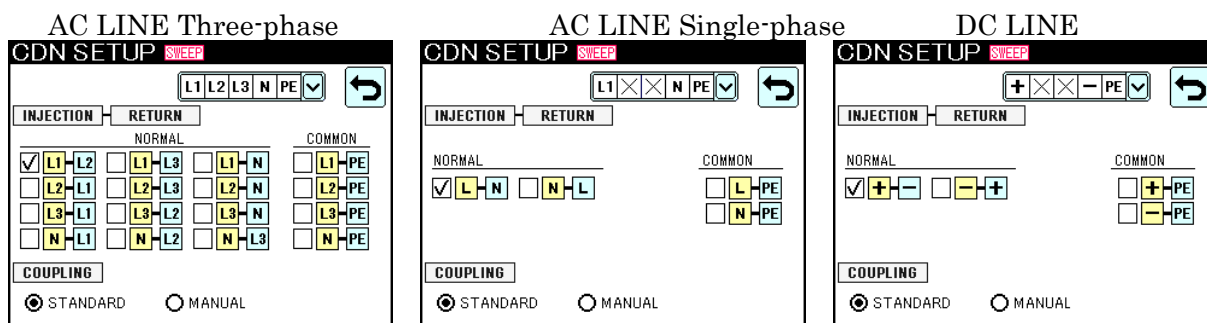 AC LINE Three-phase AC LINE Single-phase DC LINE
CDN SETUP SWEEP
L1 L2 L3 N PE
INJECTION RETURN
NORMAL COMMON
L1 L2 L1 L3 L1 N L1 PE
L2 L1 L2 L3 L2 N L2 PE
L3 L1 L3 L2 L3 N L3 PE
N L1 N L2 N L3 N PE
COUPLING
STANDARD MANUAL
CDN SETUP SWEEP
L1 N PE
INJECTION RETURN
NORMAL COMMON
L N N L L PE
N PE
COUPLING
STANDARD MANUAL
CDN SETUP SWEEP
+ − PE
INJECTION RETURN
NORMAL COMMON
+ − − + + PE
− PE
COUPLING
STANDARD MANUAL